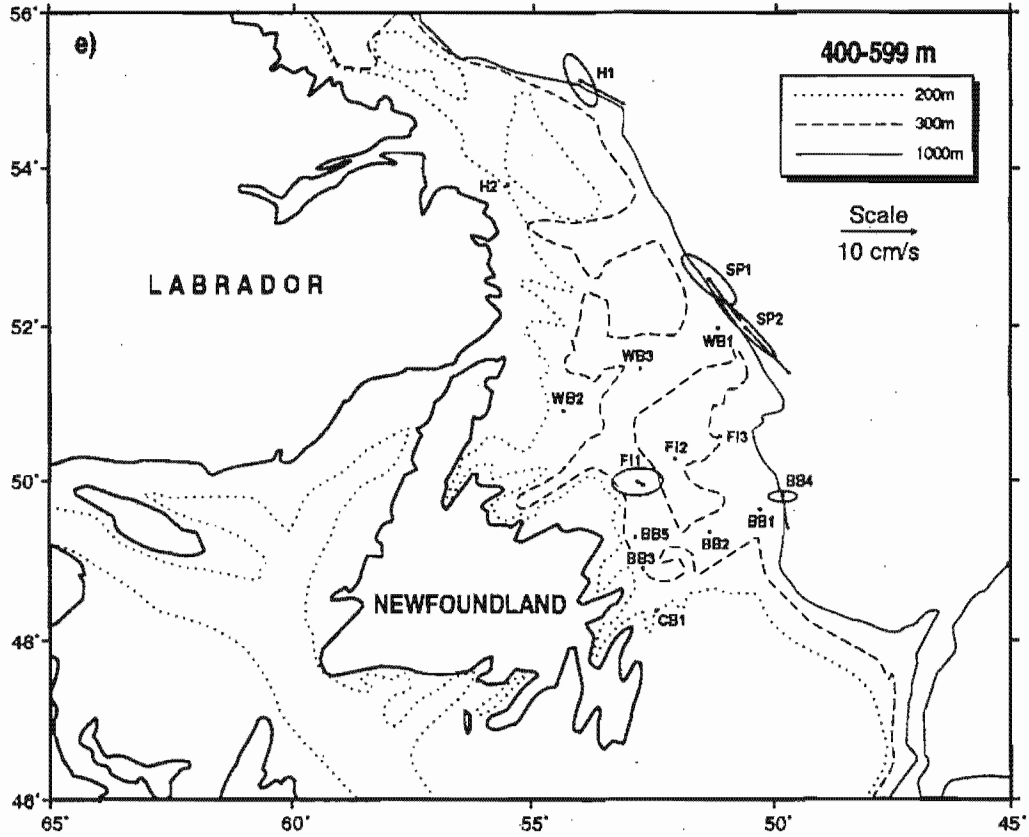 56°
e)
400-599 m
H1
200m
300m
1000m
54°
H2
Scale
10 cm/s
SP1
LABRADOR
SP2
52°
WB1
WB3
WB2
FI3
FI2
FI1
50°
BB4
BB1
BB5
BB2
BB3
NEWFOUNDLAND
CB1
48°
46°
65°
60°
55°
50°
45°